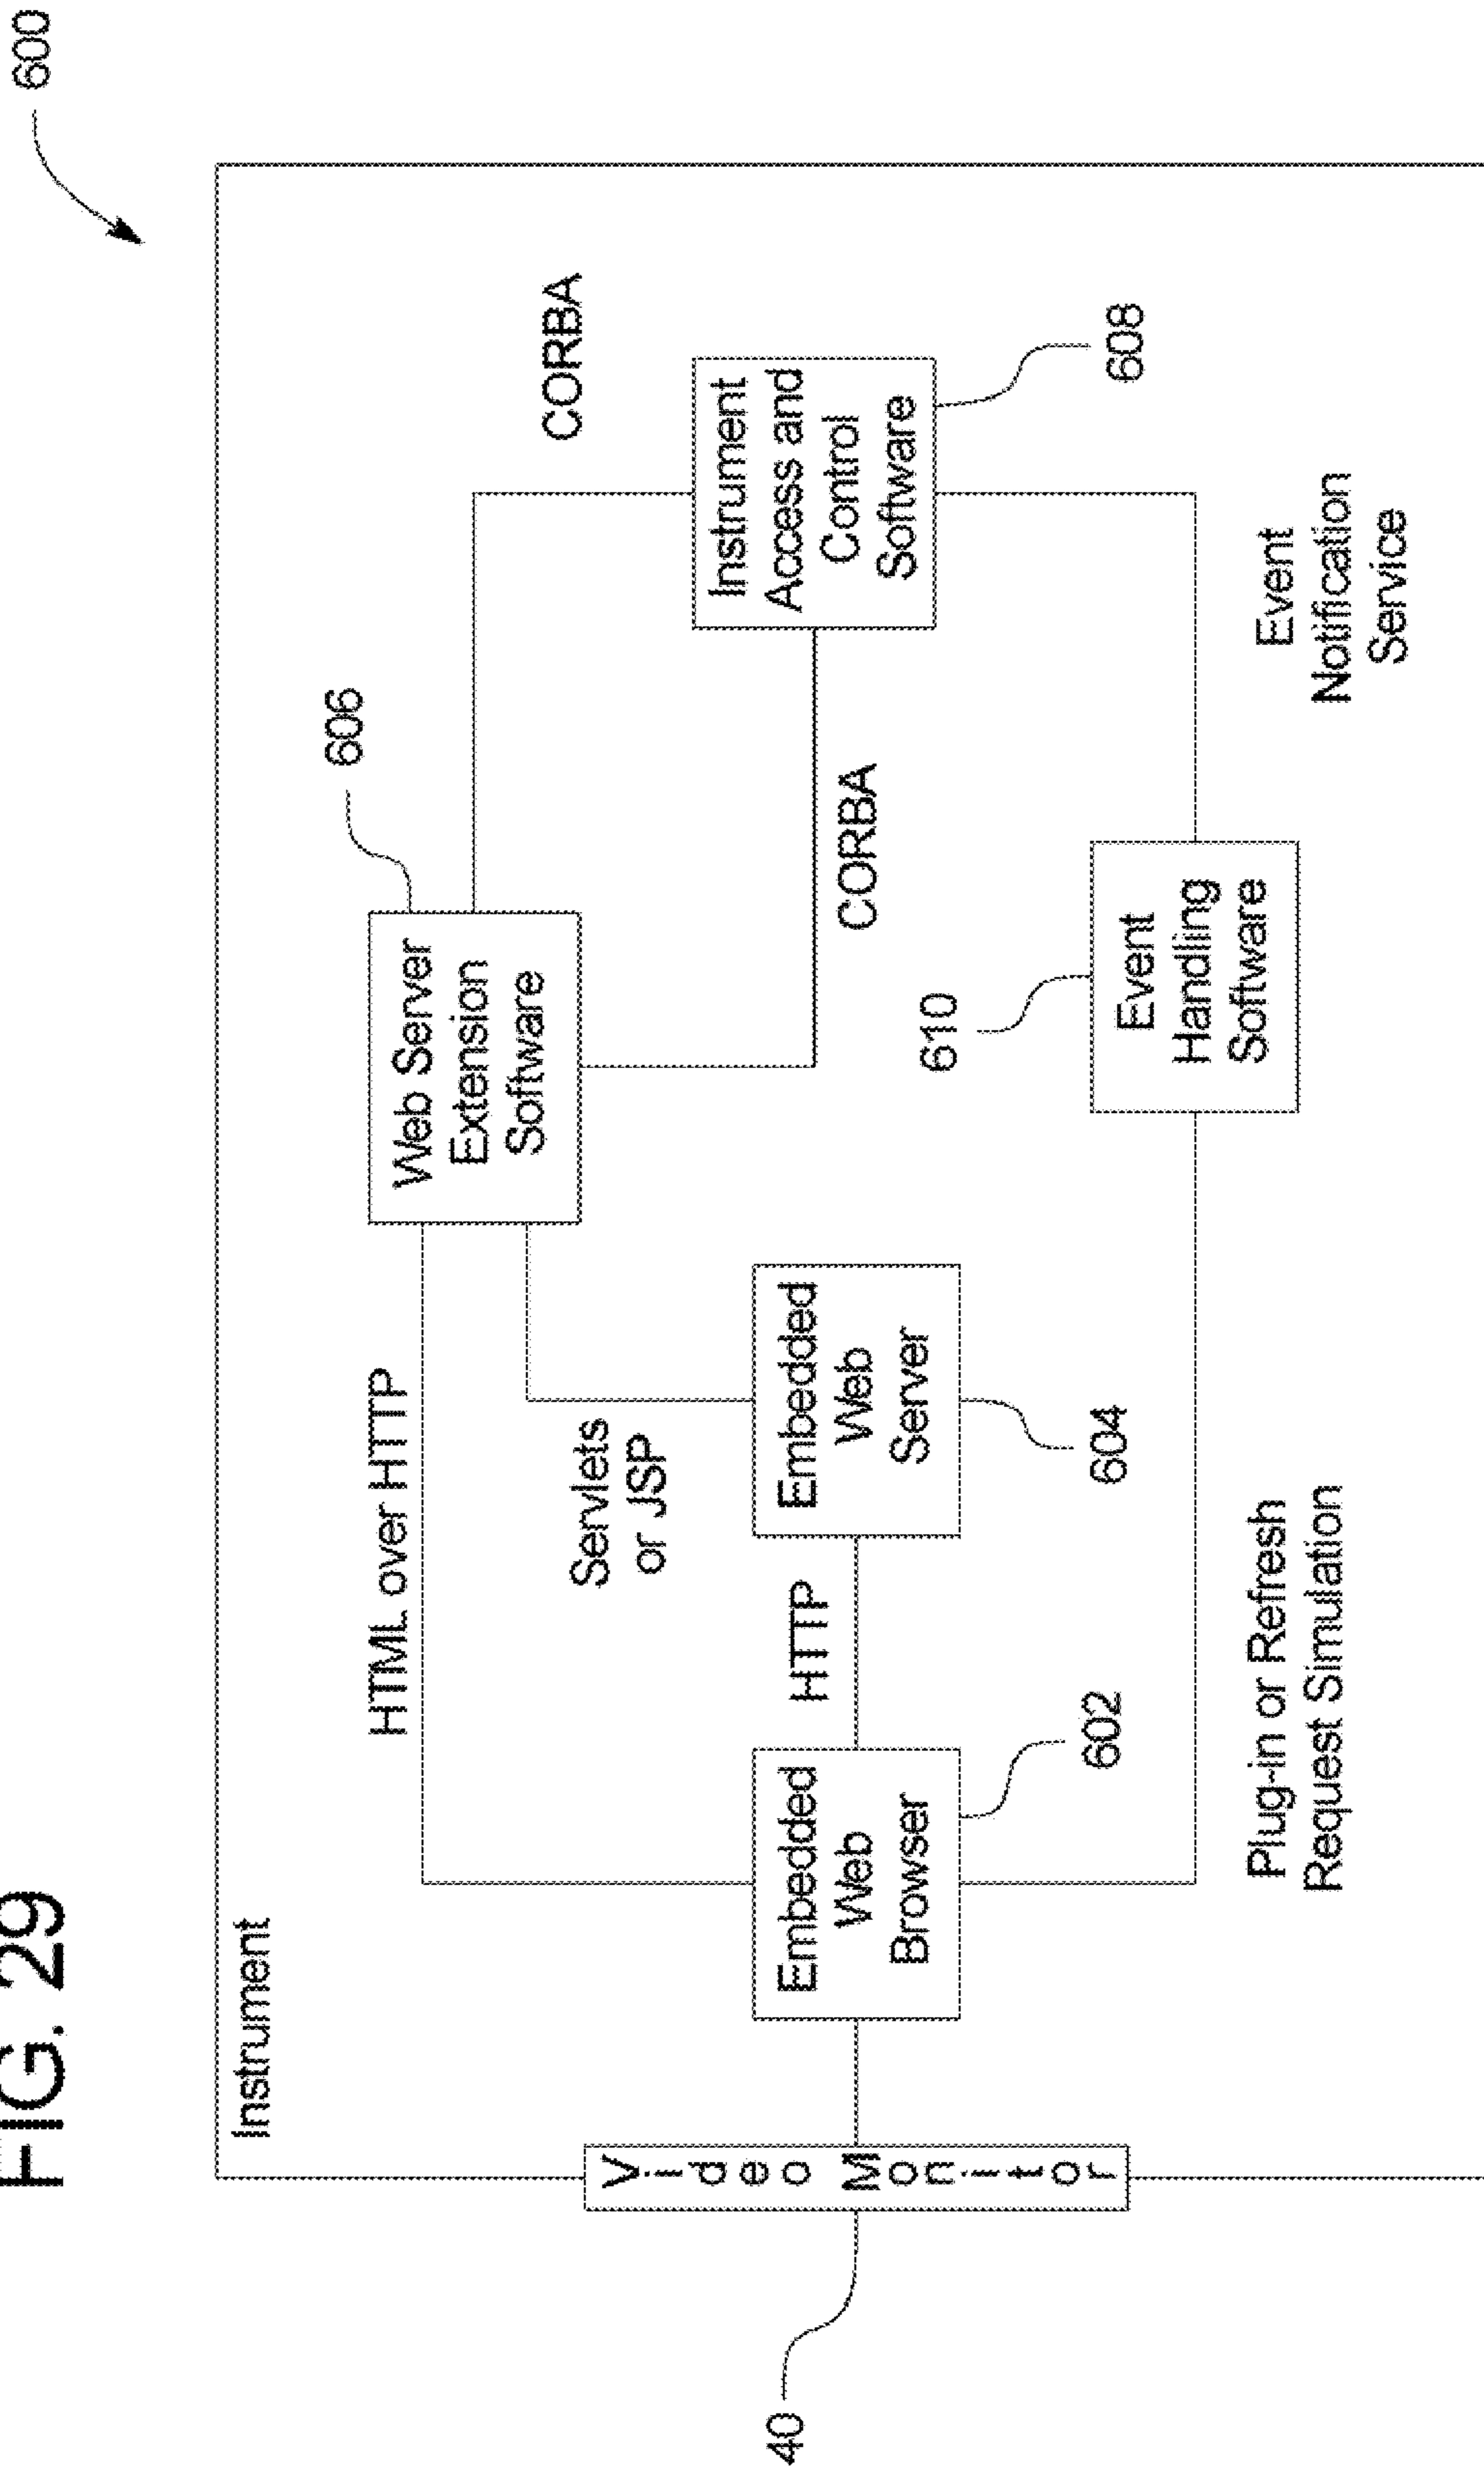 FIG. 29
600
Instrument
HTML over HTTP
606
Web Server
Extension
Software
CORBA
Servlets
or JSP
Video Monitor
40
Embedded
Web
Browser
602
HTTP
Embedded
Web
Server
604
CORBA
Instrument
Access and
Control
Software
608
610
Event
Handling
Software
Plug-in or Refresh
Request Simulation
Event
Notification
Service